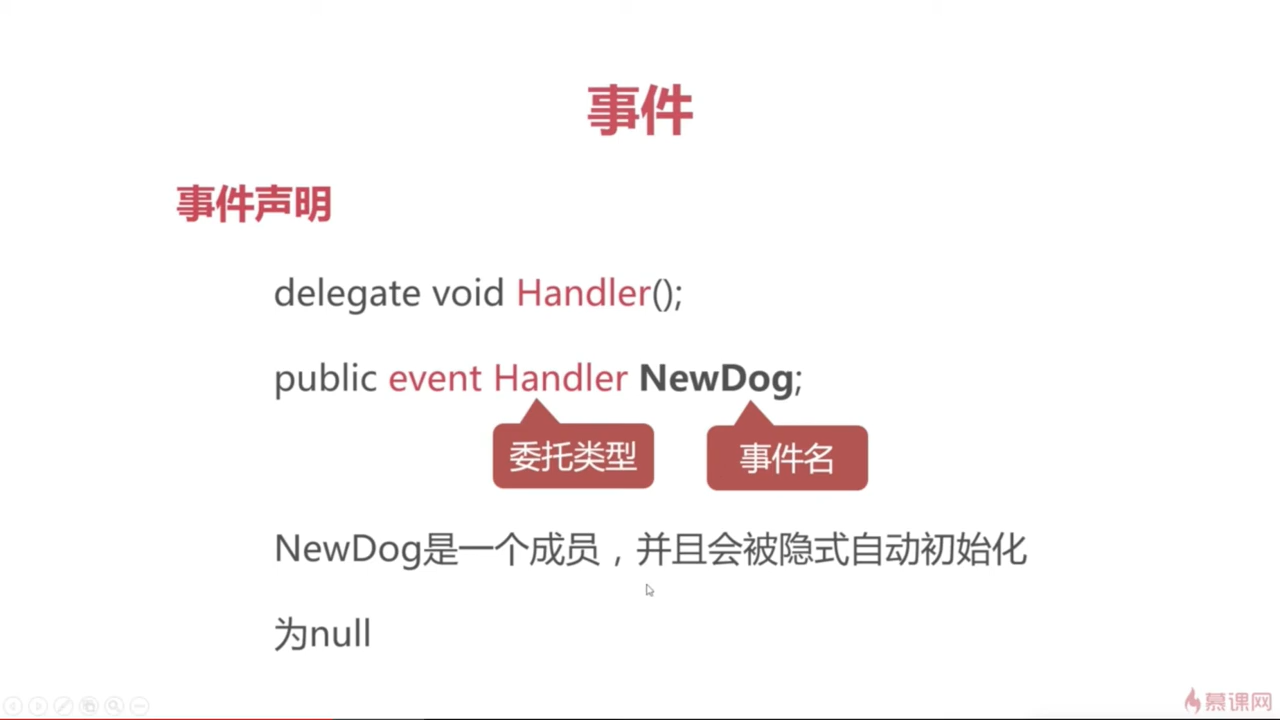 事件
事件声明
delegate void Handler();
public event Handler NewDog;
委托类型
事件名
NewDog是一个成员，并且会被隐式自动初始化
为null
慕课网